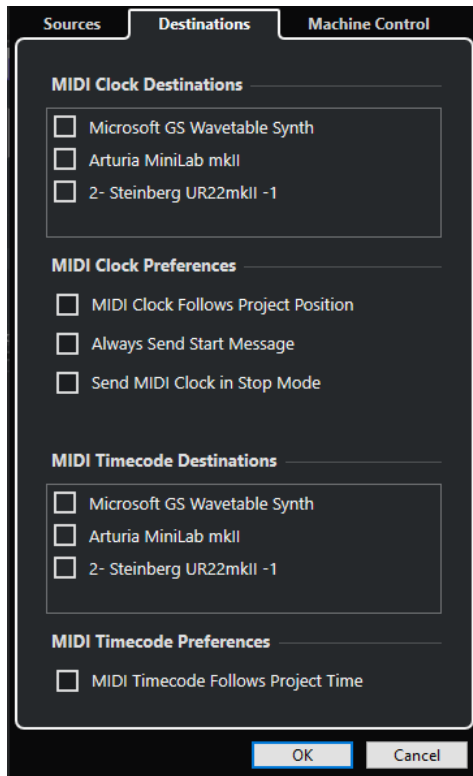 Sources
Destinations
Machine Control
MIDI Clock Destinations
Microsoft GS Wavetable Synth
Arturia MiniLab mkII
2- Steinberg UR22mkII -1
MIDI Clock Preferences
MIDI Clock Follows Project Position
Always Send Start Message
Send MIDI Clock in Stop Mode
MIDI Timecode Destinations
Microsoft GS Wavetable Synth
Arturia MiniLab mkII
2- Steinberg UR22mkII -1
MIDI Timecode Preferences
MIDI Timecode Follows Project Time
OK
Cancel